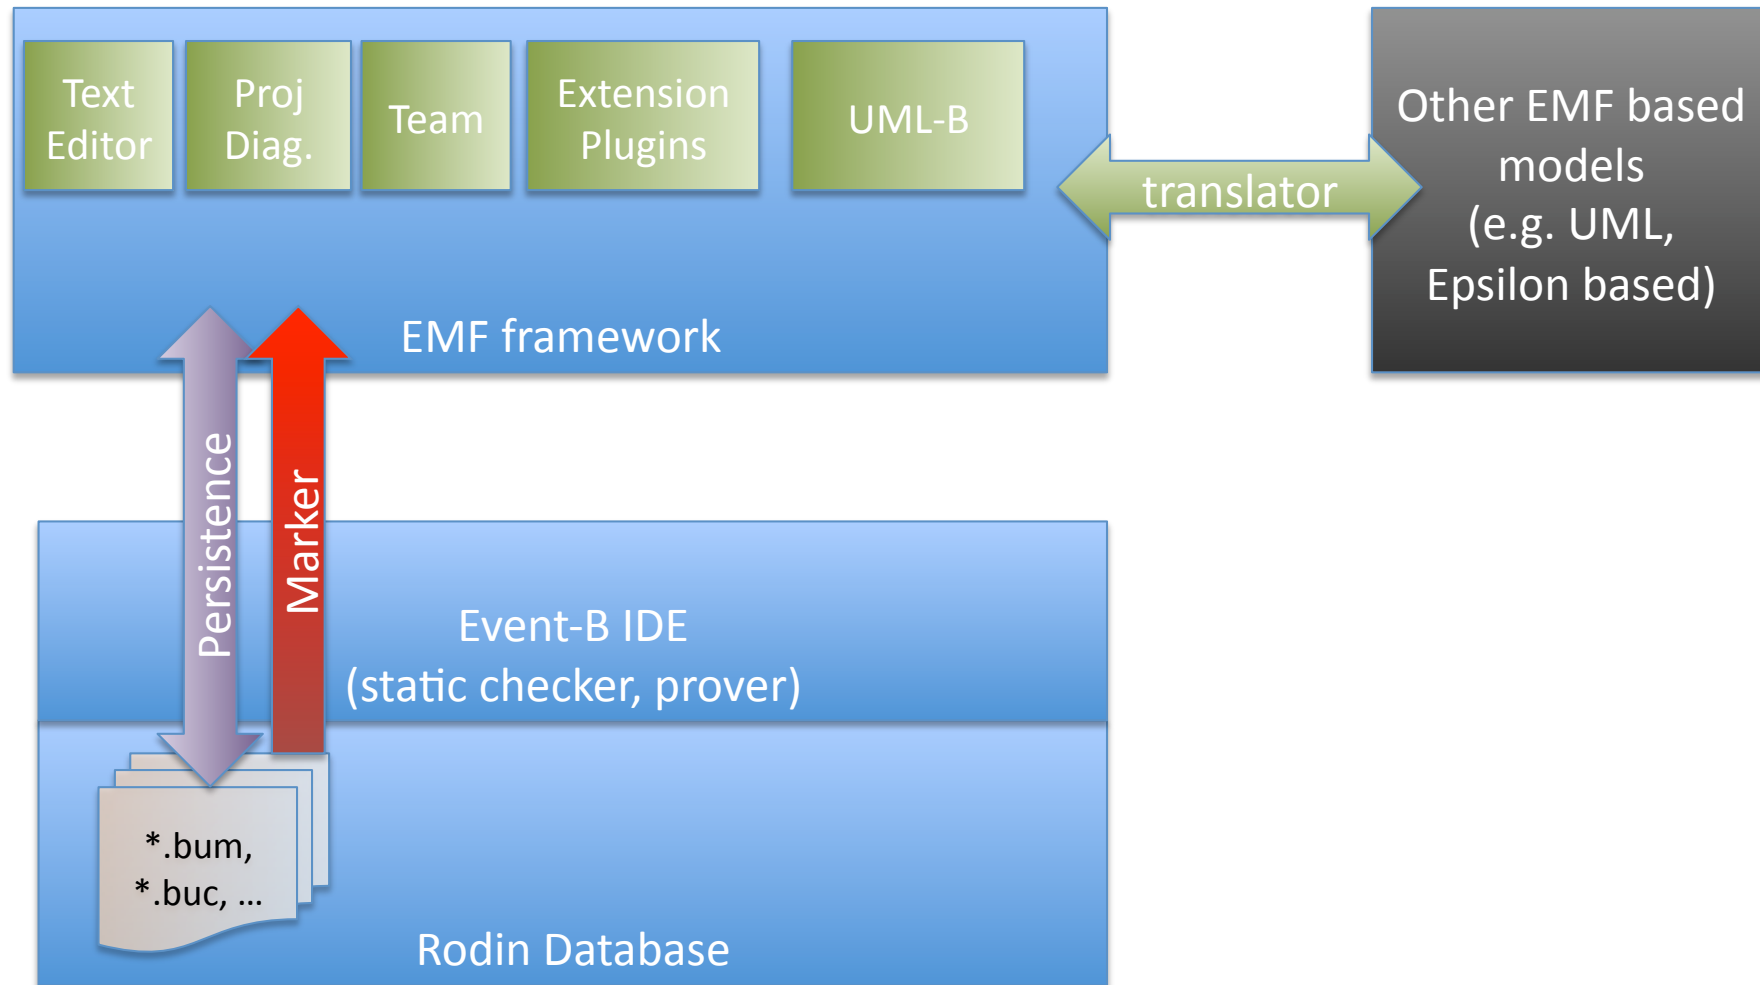 Text
Editor
Proj
Diag.
Team
Extension
Plugins
UML-B
translator
Other EMF based
models
(e.g. UML,
Epsilon based)
EMF framework
Persistence
Marker
Event-B IDE
(static checker, prover)
*.bum,
*.buc, ...
Rodin Database